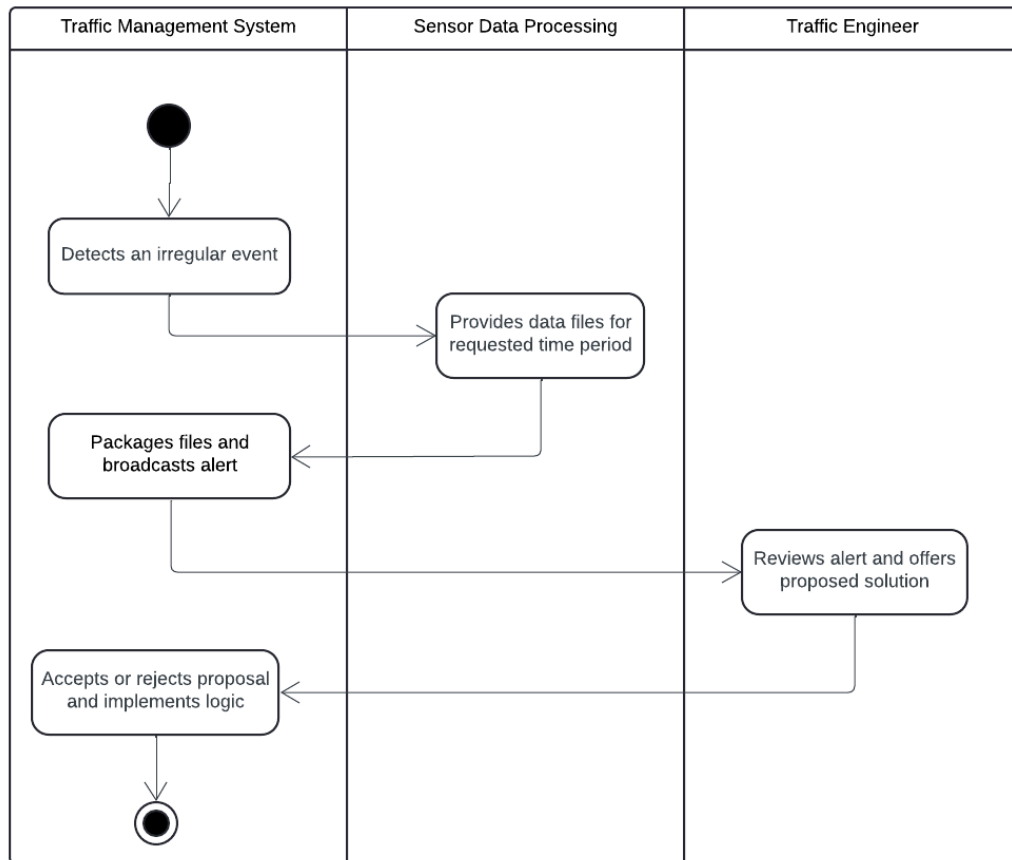 Traffic Management System
Sensor Data Processing
Traffic Engineer
Detects an irregular event
Provides data files for
requested time period
Packages files and
broadcasts alert
Reviews alert and offers
proposed solution
Accepts or rejects proposal
and implements logic